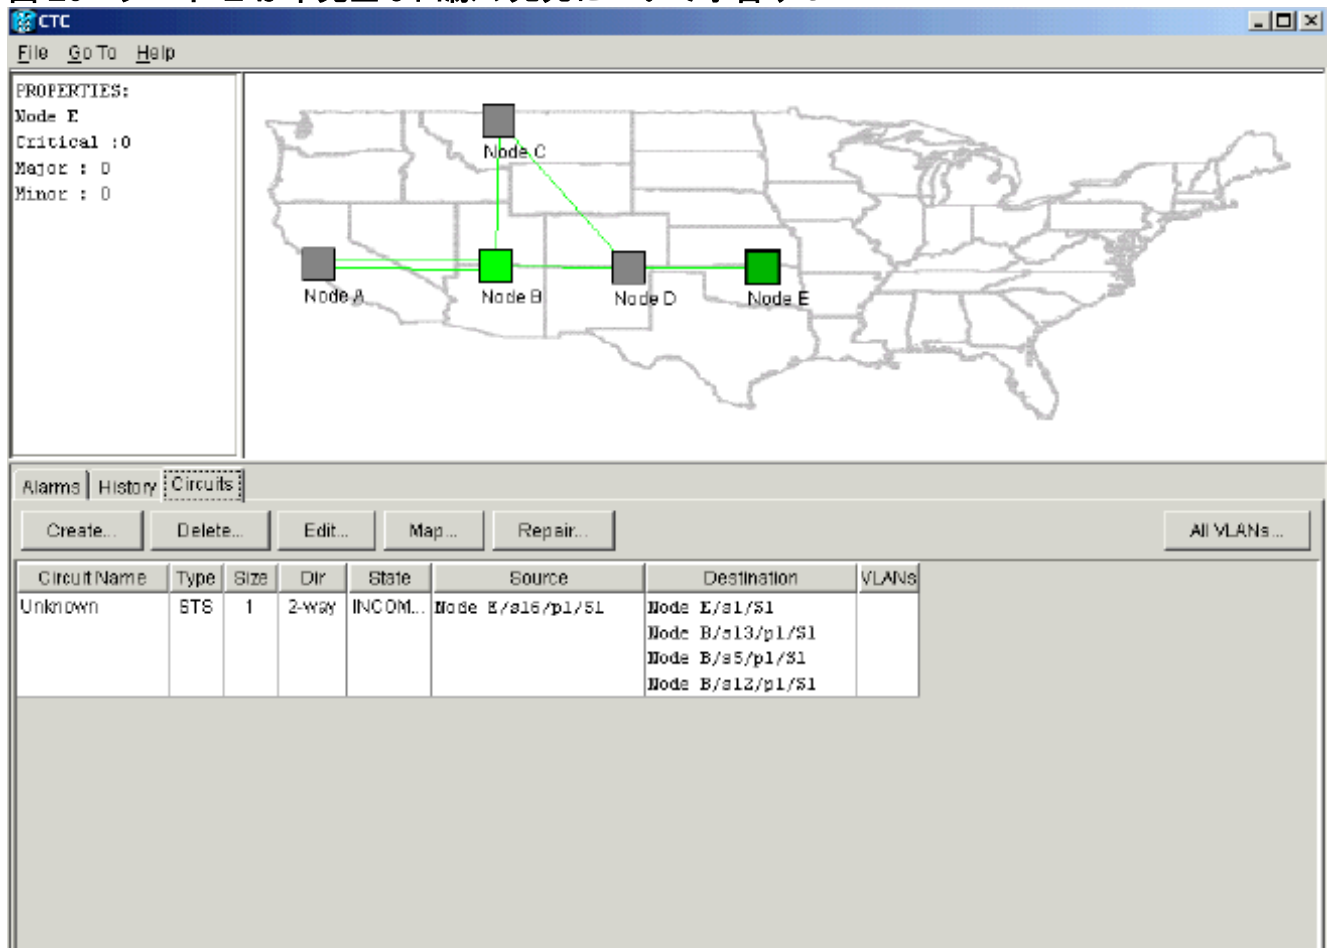 CTC
File Go To Help
PROPERTIES:
Node E
Critical :0
Major : 0
Minor : 0
Node C
Node A
Node B
Node D
Node E
Alarms History Circuits
Create... Delete... Edit... Map... Repair... All VLANs...
Circuit Name Type Size Dir State Source Destination VLANs
Unknown STS 1 2-way INCOM... Node E/s16/p1/S1 Node E/s1/S1
Node B/s13/p1/S1
Node B/s5/p1/S1
Node B/s12/p1/S1